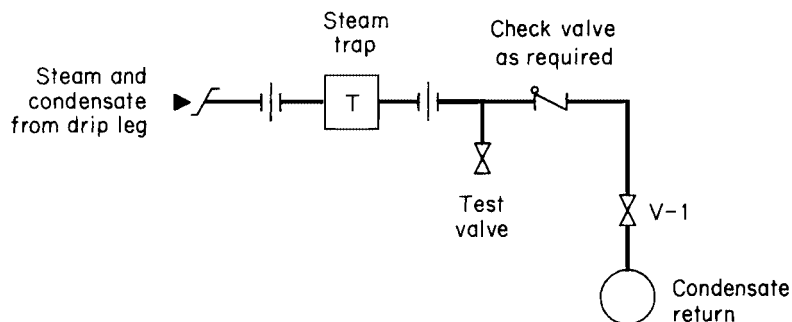 Steam and
condensate
from drip leg
Steam
trap
T
Check valve
as required
Test
valve
V-1
Condensate
return